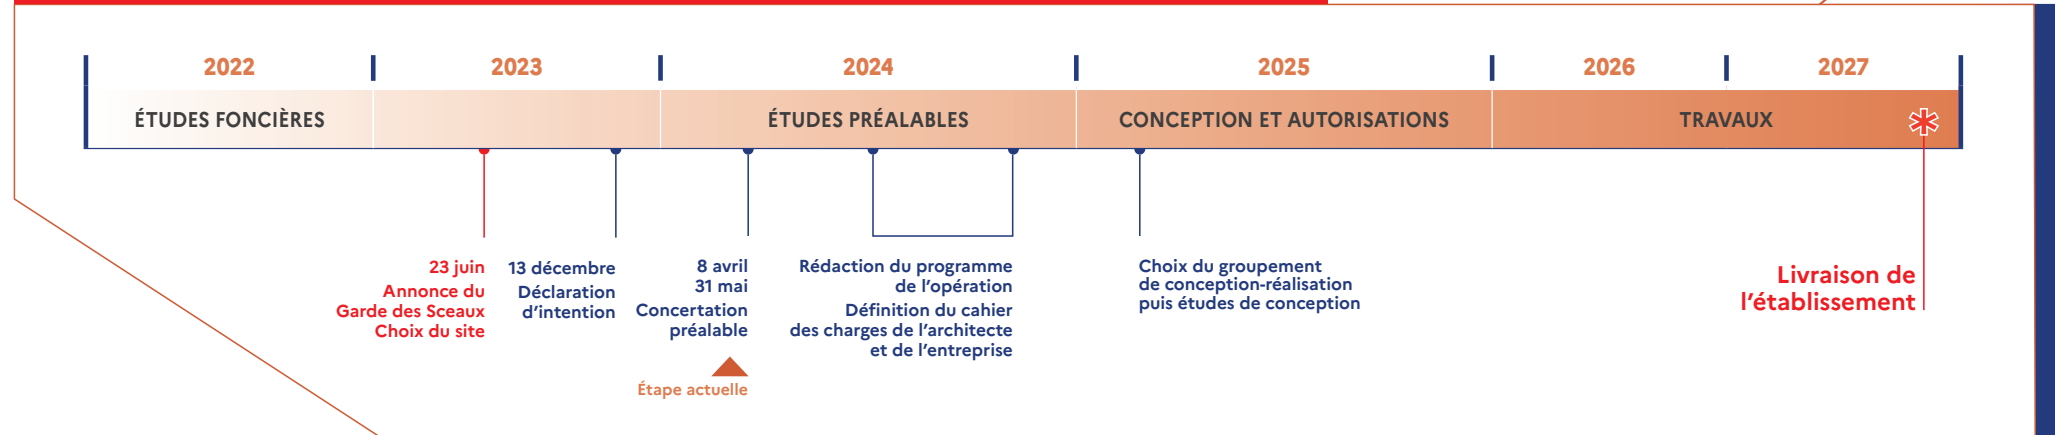 2022
2023
2024
2025
2026
2027
ÉTUDES FONCIÈRES
ÉTUDES PRÉALABLES
CONCEPTION ET AUTORISATIONS
TRAVAUX
23 juin
Annonce du
Garde des Sceaux
Choix du site
13 décembre
Déclaration
d’intention
8 avril
31 mai
Concertation
préalable
Étape actuelle
Rédaction du programme
de l’opération
Définition du cahier
des charges de l’architecte
et de l’entreprise
Choix du groupement
de conception-réalisation
puis études de conception
Livraison de
l’établissement